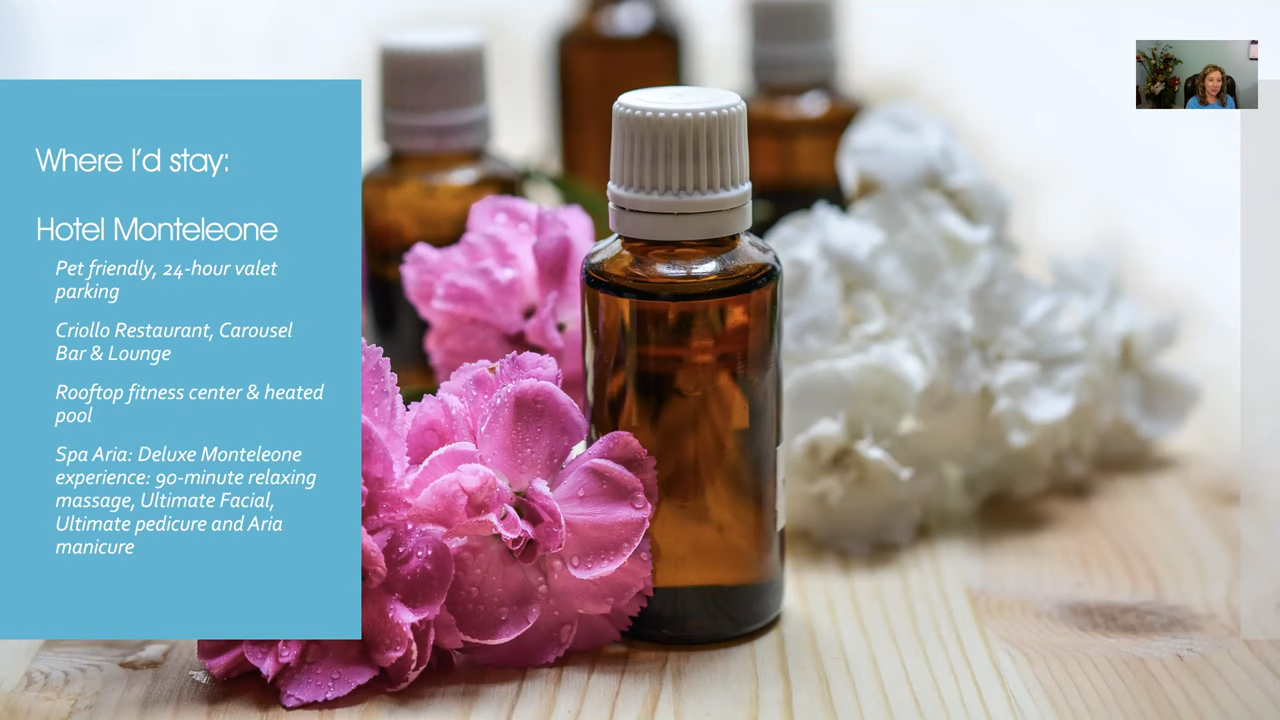 Where I'd stay:
Hotel Monteleone
Pet friendly, 24-hour valet
parking
Criollo Restaurant, Carousel
Bar & Lounge
Rooftop fitness center & heated
pool
Spa Aria: Deluxe Monteleone
experience: 90-minute relaxing
massage, Ultimate Facial,
Ultimate pedicure and Aria
manicure